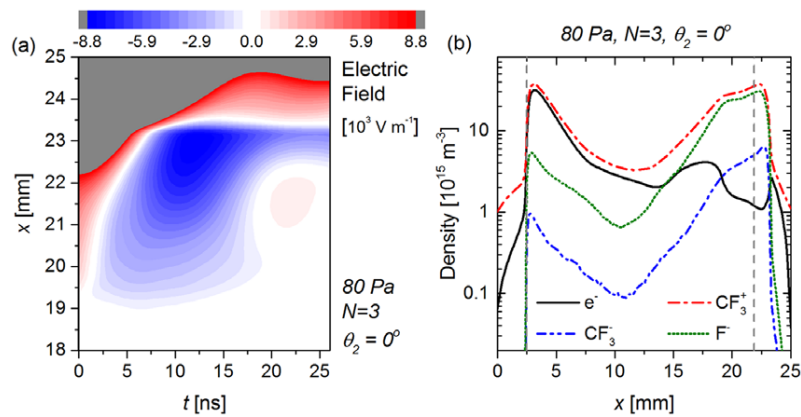 (a)
-8.8 -5.9 -2.9 0.0 2.9 5.9 8.8
Electric
Field
[10³ V m⁻¹]
25
24
23
22
21
20
19
18
x [mm]
80 Pa
N=3
θ₂ = 0°
0 5 10 15 20 25
t [ns]
(b)
80 Pa, N=3, θ₂ = 0°
Density [10¹⁵ m⁻³]
10
1
0.1
e⁻ CF₃⁺
CF₃⁻ F⁻
0 5 10 15 20 25
x [mm]